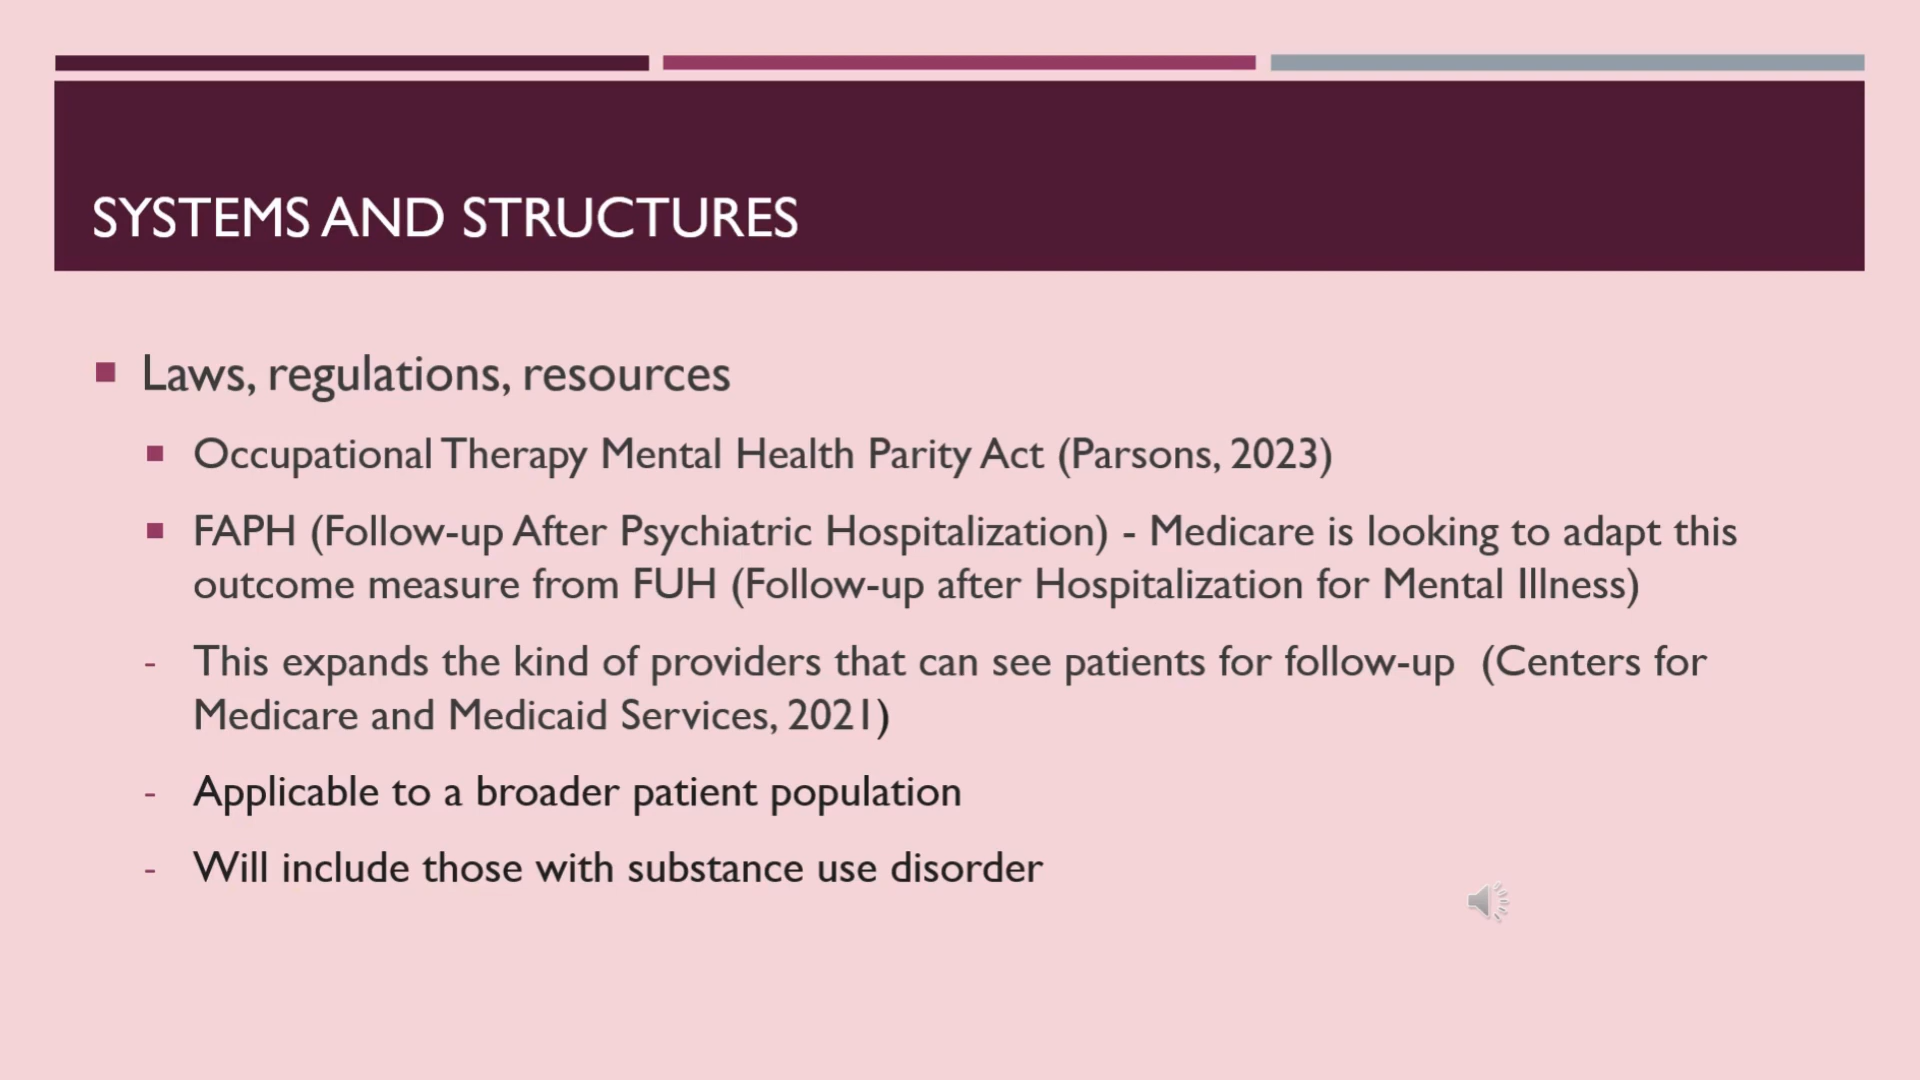 SYSTEMS AND STRUCTURES
Laws, regulations, resources
Occupational Therapy Mental Health Parity Act (Parsons, 2023)
FAPH (Follow-up After Psychiatric Hospitalization) - Medicare is looking to adapt this
outcome measure from FUH (Follow-up after Hospitalization for Mental Illness)
- This expands the kind of providers that can see patients for follow-up (Centers for
Medicare and Medicaid Services, 2021)
- Applicable to a broader patient population
- Will include those with substance use disorder